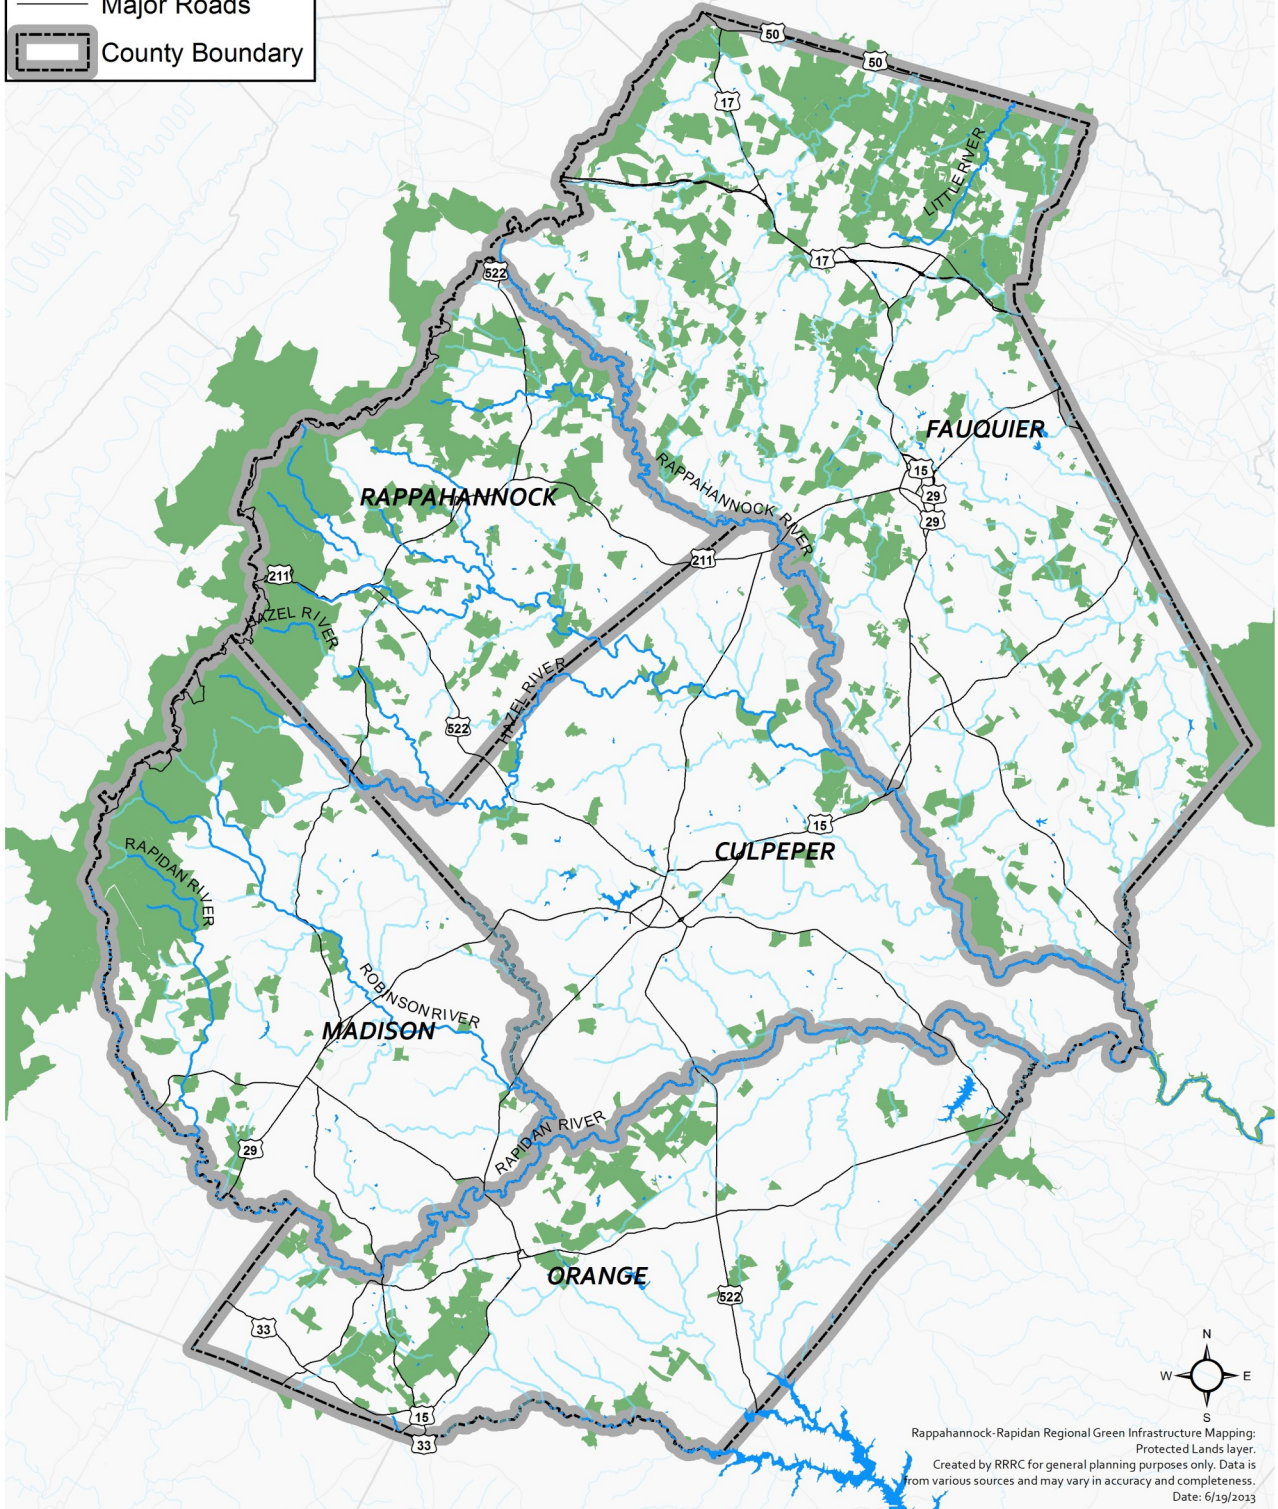 Major Roads
County Boundary
50
50
17
LITTLE RIVER
17
522
FAUQUIER
15
RAPPAHANNOCK RIVER
29
RAPPAHANNOCK
29
211
211
HAZEL RIVER
HAZEL RIVER
522
15
CULPEPER
RAPIDAN RIVER
ROBINSON RIVER
MADISON
RAPIDAN RIVER
29
ORANGE
522
33
15
33
N
W E
S
Rappahannock-Rapidan Regional Green Infrastructure Mapping:
Protected Lands layer.
Created by RRRC for general planning purposes only. Data is
from various sources and may vary in accuracy and completeness.
Date: 6/19/2013